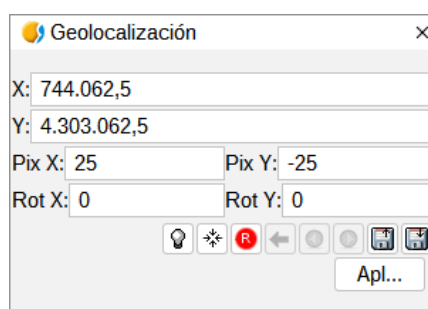 Geolocalización
X: 744.062,5
Y: 4.303.062,5
Pix X: 25 Pix Y: -25
Rot X: 0 Rot Y: 0
R
Apl...